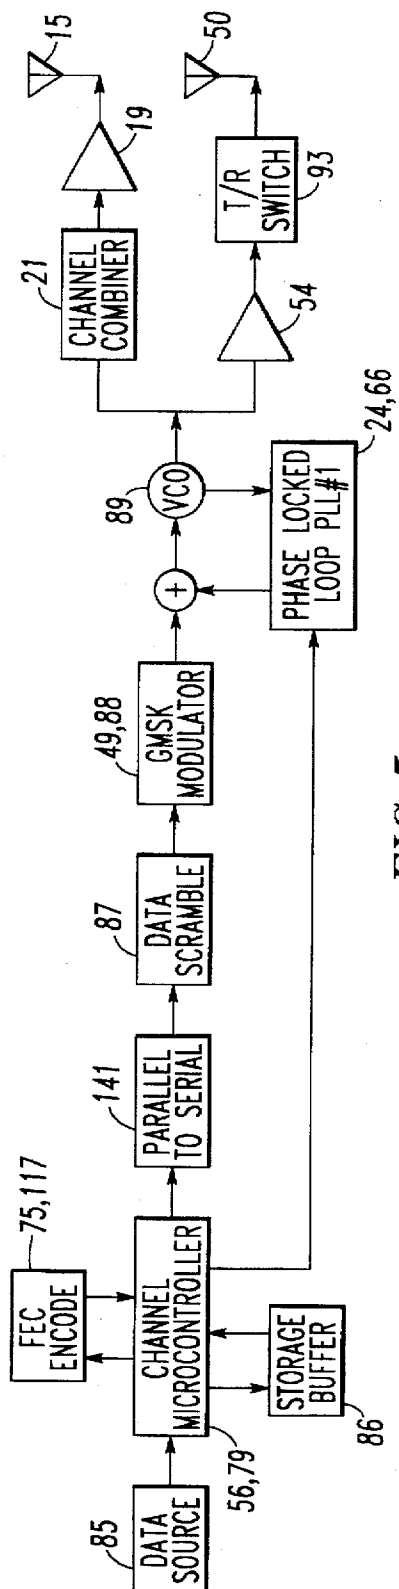 85
DATA
SOURCE
75,117
FEC
ENCODE
CHANNEL
MICROCONTROLLER
56,79
STORAGE
BUFFER
86
141
PARALLEL
TO SERIAL
87
DATA
SCRAMBLE
49,88
GMSK
MODULATOR
+
89
VCO
PHASE LOCKED
LOOP PLL#1
24,66
21
CHANNEL
COMBINER
19
15
54
T/R
SWITCH
93
50